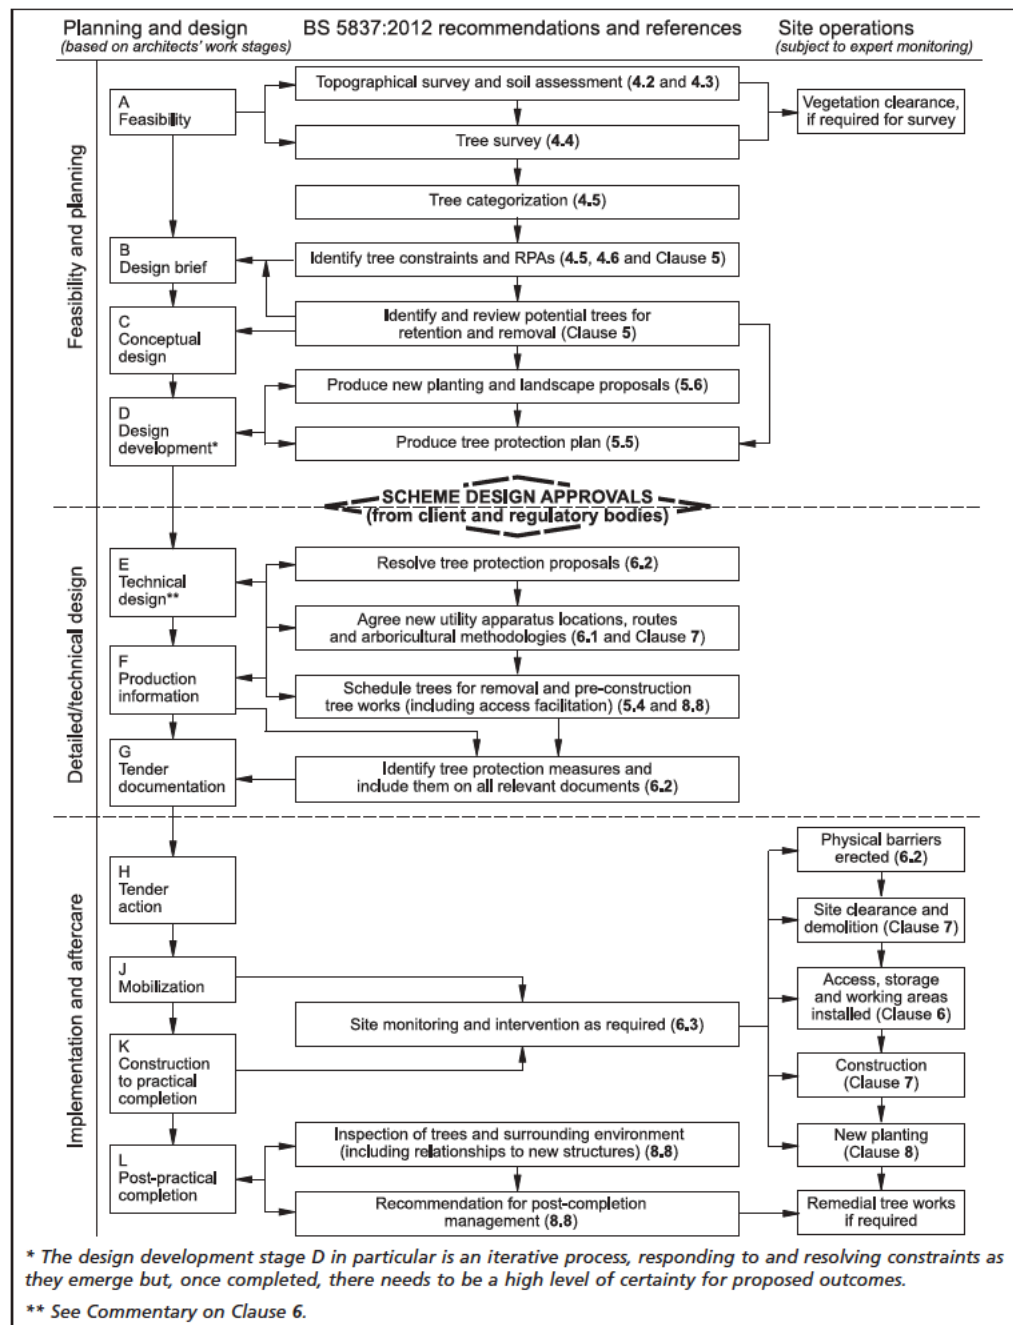 Planning and design
(based on architects' work stages)
BS 5837:2012 recommendations and references
Site operations
(subject to expert monitoring)
Feasibility and planning
A
Feasibility
Topographical survey and soil assessment (4.2 and 4.3)
Vegetation clearance,
if required for survey
Tree survey (4.4)
Tree categorization (4.5)
B
Design brief
Identify tree constraints and RPAs (4.5, 4.6 and Clause 5)
C
Conceptual
design
Identify and review potential trees for
retention and removal (Clause 5)
D
Design
development*
Produce new planting and landscape proposals (5.6)
Produce tree protection plan (5.5)
SCHEME DESIGN APPROVALS
(from client and regulatory bodies)
Detailed/technical design
E
Technical
design**
Resolve tree protection proposals (6.2)
Agree new utility apparatus locations, routes
and arboricultural methodologies (6.1 and Clause 7)
F
Production
information
Schedule trees for removal and pre-construction
tree works (including access facilitation) (5.4 and 8.8)
G
Tender
documentation
Identify tree protection measures and
include them on all relevant documents (6.2)
Implementation and aftercare
H
Tender
action
Physical barriers
erected (6.2)
Site clearance and
demolition (Clause 7)
J
Mobilization
Access, storage
and working areas
installed (Clause 6)
Site monitoring and intervention as required (6.3)
K
Construction
to practical
completion
Construction
(Clause 7)
New planting
(Clause 8)
L
Post-practical
completion
Inspection of trees and surrounding environment
(including relationships to new structures) (8.8)
Recommendation for post-completion
management (8.8)
Remedial tree works
if required
* The design development stage D in particular is an iterative process, responding to and resolving constraints as
they emerge but, once completed, there needs to be a high level of certainty for proposed outcomes.
** See Commentary on Clause 6.